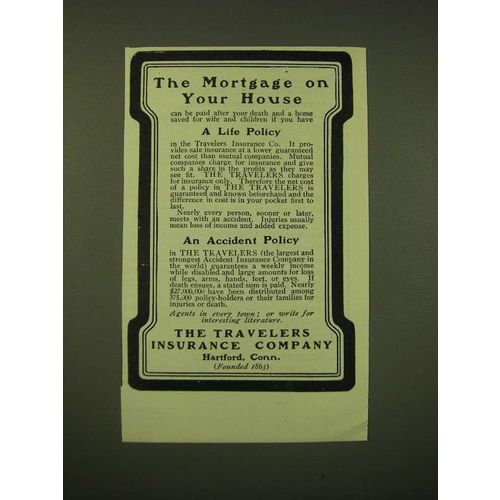 The Mortgage on
Your House
can be paid after your death and a home
saved for wife and children if you have
A Life Policy
in the Travelers Insurance Co. It pro-
vides safe insurance at a lower guaranteed
net cost than mutual companies. Mutual
companies charge for insurance and give
such a share in the profits as they may
see fit. THE TRAVELERS charges
for insurance only. Therefore the net cost
of a policy in THE TRAVELERS is
guaranteed and known beforehand and the
difference in cost is in your pocket first to
last.
Nearly every person, sooner or later,
meets with an accident. Injuries usually
mean loss of income and added expense.
An Accident Policy
in THE TRAVELERS (the largest and
strongest Accident Insurance Company in
the world) guarantees a weekly income
while disabled and large amounts for loss
of legs, arms, hands, feet, or eyes. If
death ensues, a stated sum is paid. Nearly
$27,000,000 have been distributed among
375,000 policy-holders or their families for
injuries or death.
Agents in every town; or write for
interesting literature.
THE TRAVELERS
INSURANCE COMPANY
Hartford, Conn.
(Founded 1863)